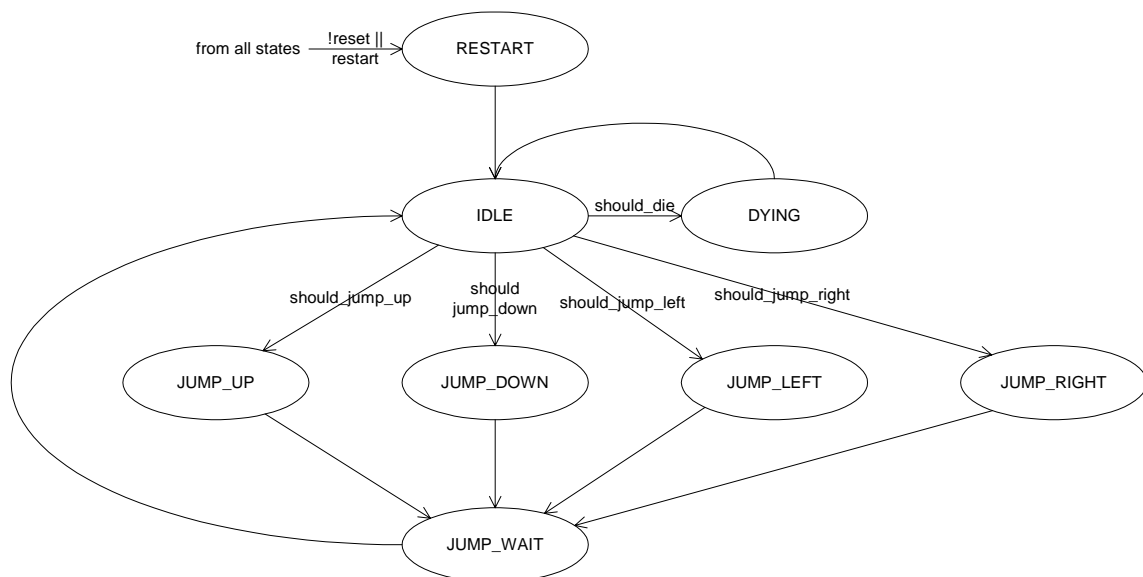 !reset ||
from all states
restart
RESTART
IDLE
should_die
DYING
should_jump_up
should
jump_down
should_jump_left
should_jump_right
JUMP_UP
JUMP_DOWN
JUMP_LEFT
JUMP_RIGHT
JUMP_WAIT